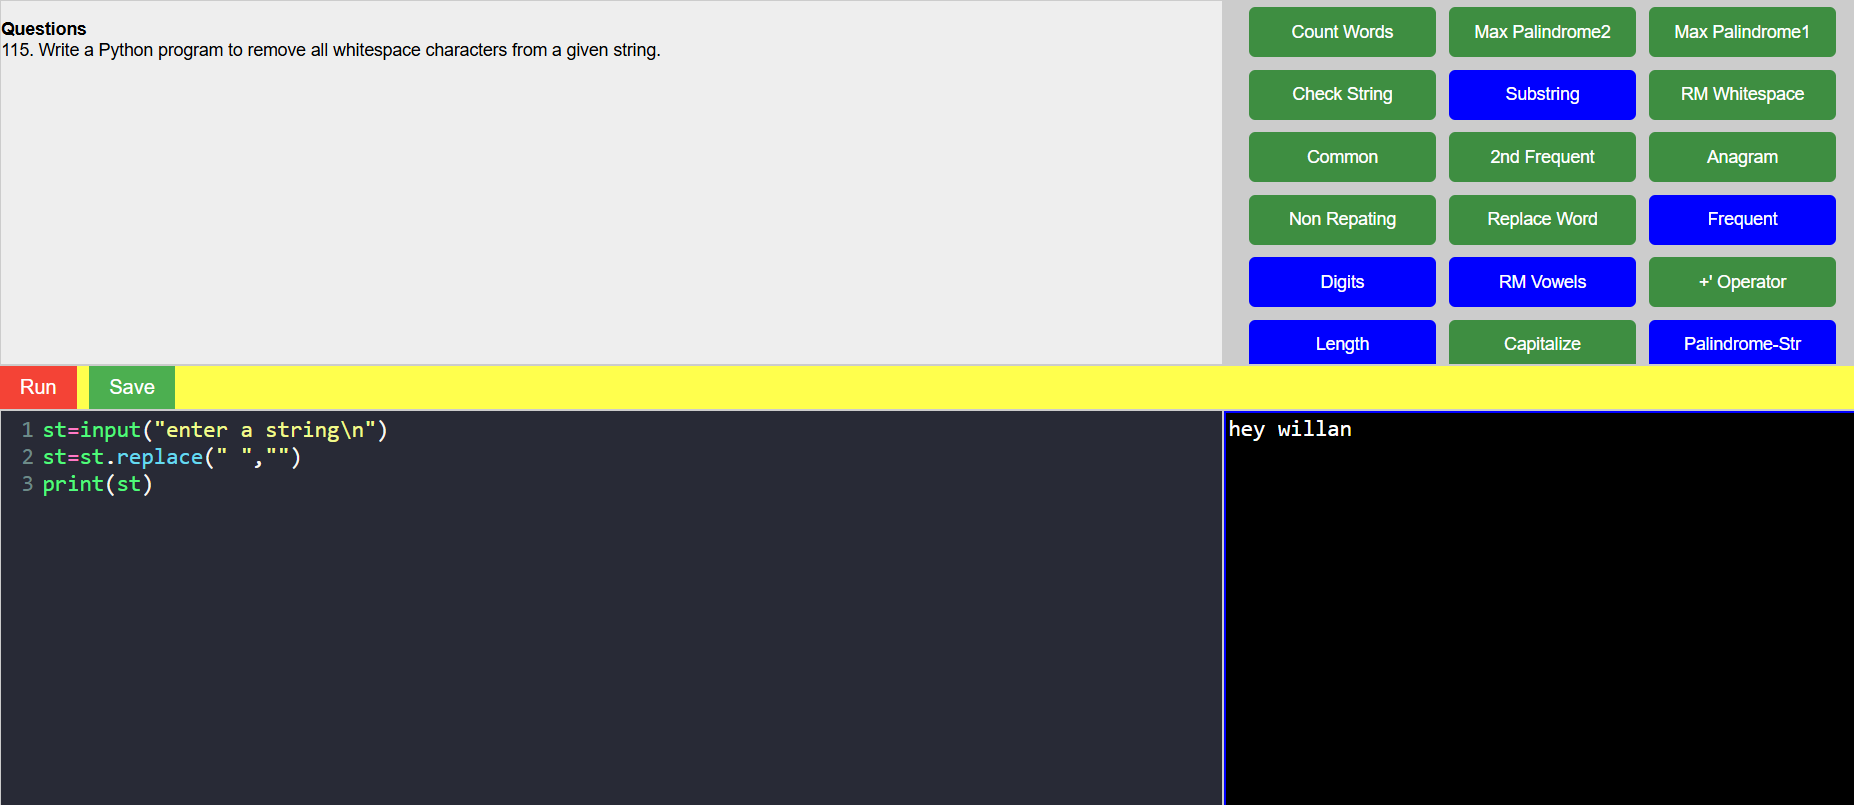 Questions
115. Write a Python program to remove all whitespace characters from a given string.
Count Words
Max Palindrome2
Max Palindrome1
Check String
Substring
RM Whitespace
Common
2nd Frequent
Anagram
Non Repating
Replace Word
Frequent
Digits
RM Vowels
+' Operator
Length
Capitalize
Palindrome-Str
Run
Save
1 st=input("enter a string\n")
2 st=st.replace(" ","")
3 print(st)
hey willan